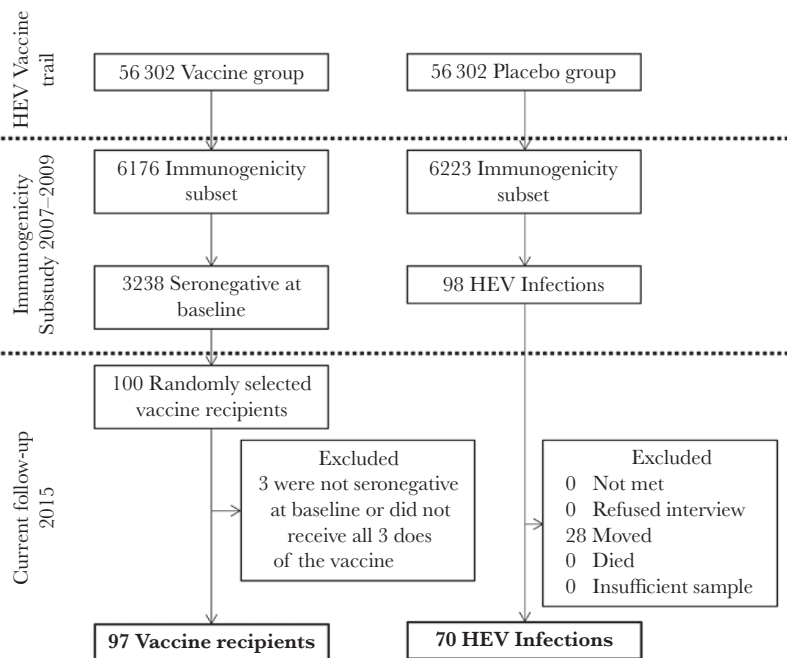 HEV Vaccine
trail
56 302 Vaccine group
56 302 Placebo group
Immunogenicity
Substudy 2007–2009
6176 Immunogenicity
subset
6223 Immunogenicity
subset
3238 Seronegative at
baseline
98 HEV Infections
Current follow-up
2015
100 Randomly selected
vaccine recipients
Excluded
3 were not seronegative
at baseline or did not
receive all 3 does
of the vaccine
Excluded
0 Not met
0 Refused interview
28 Moved
0 Died
0 Insufficient sample
97 Vaccine recipients
70 HEV Infections